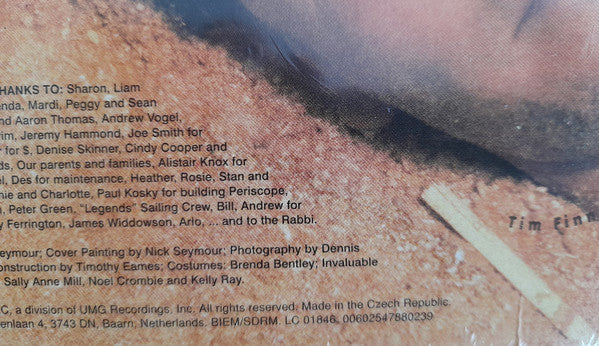 HANKS TO: Sharon, Liam
enda, Mardi, Peggy and Sean
nd Aaron Thomas, Andrew Vogel,
rim, Jeremy Hammond, Joe Smith for
r for $, Denise Skinner, Cindy Cooper and
ds, Our parents and families, Alistair Knox for
el, Des for maintenance, Heather, Rosie, Stan and
nie and Charlotte, Paul Kosky for building Periscope,
n, Peter Green, "Legends" Sailing Crew, Bill, Andrew for
y Ferrington, James Widdowson, Arlo, ... and to the Rabbi.
Tim Finn
eymour; Cover Painting by Nick Seymour; Photography by Dennis
onstruction by Timothy Eames; Costumes: Brenda Bentley; Invaluable
Sally Anne Mill, Noel Crombie and Kelly Ray.
C, a division of UMG Recordings, Inc. All rights reserved. Made in the Czech Republic.
enlaan 4, 3743 DN, Baarn, Netherlands. BIEM/SDRM. LC 01846. 00602547880239